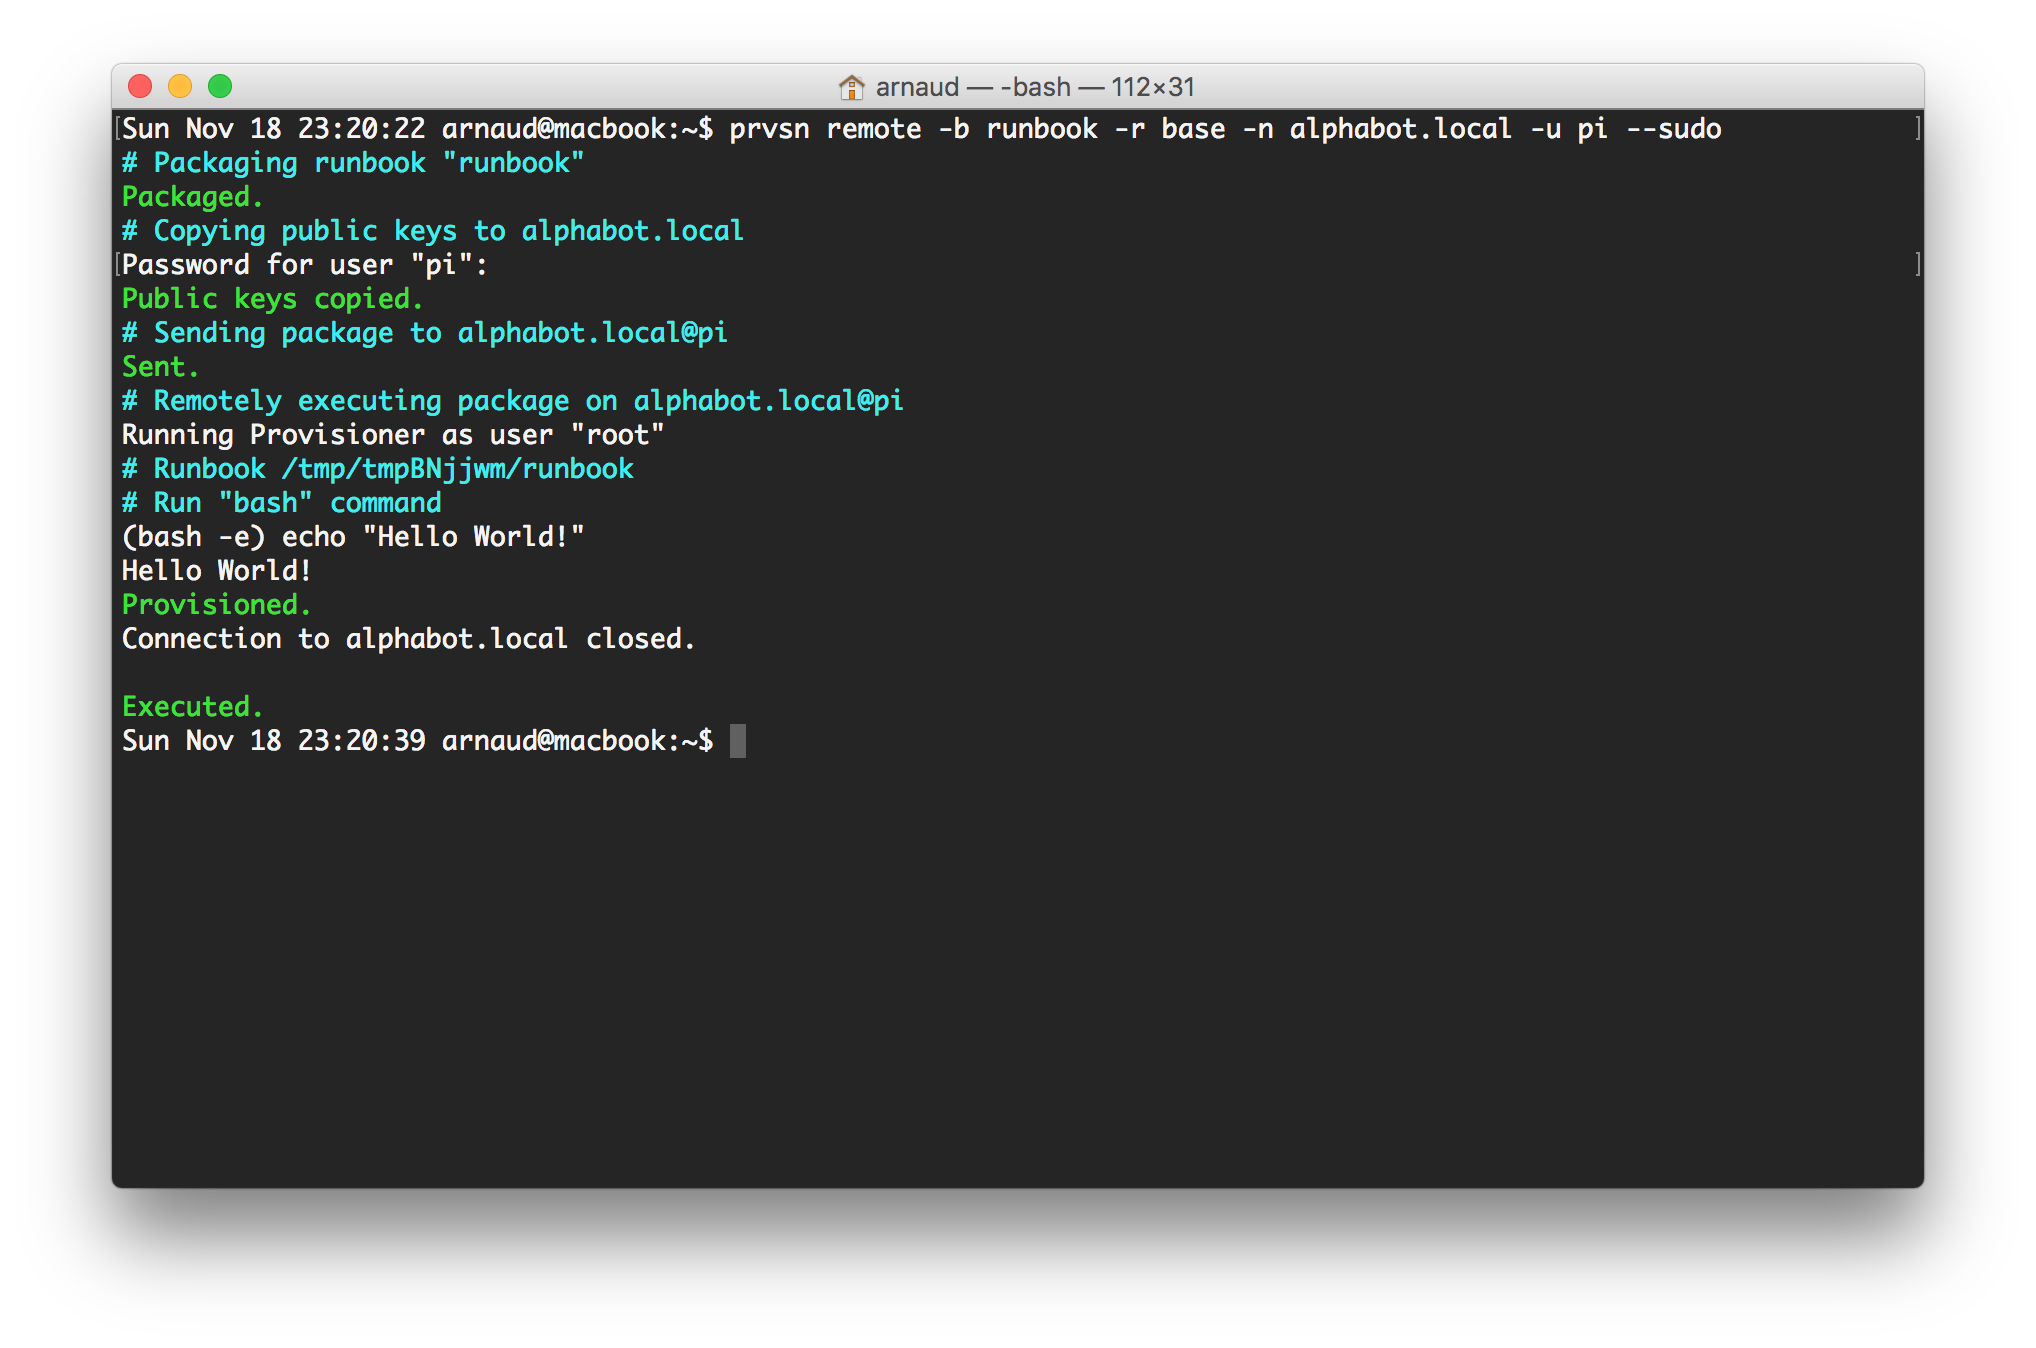 arnaud — -bash — 112×31
[Sun Nov 18 23:20:22 arnaud@macbook:~$ prvsn remote -b runbook -r base -n alphabot.local -u pi --sudo ]
# Packaging runbook "runbook"
Packaged.
# Copying public keys to alphabot.local
[Password for user "pi": ]
Public keys copied.
# Sending package to alphabot.local@pi
Sent.
# Remotely executing package on alphabot.local@pi
Running Provisioner as user "root"
# Runbook /tmp/tmpBNjjwm/runbook
# Run "bash" command
(bash -e) echo "Hello World!"
Hello World!
Provisioned.
Connection to alphabot.local closed.
Executed.
Sun Nov 18 23:20:39 arnaud@macbook:~$